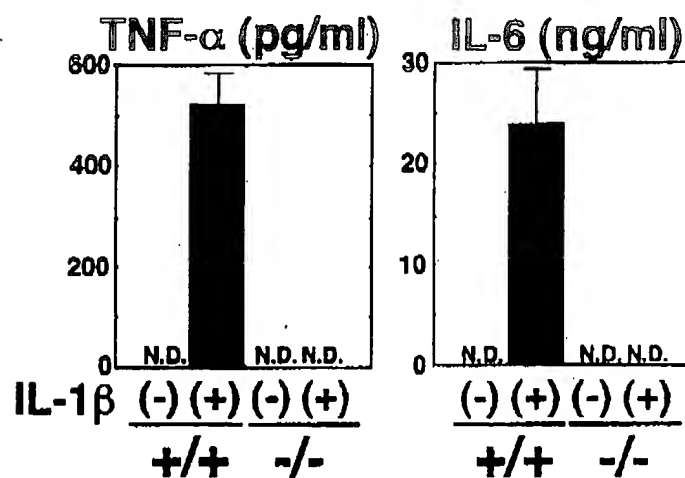 TNF-α (pg/ml) IL-6 (ng/ml)
600 30
400 20
200 10
0 N.D. N.D. N.D. 0 N.D. N.D. N.D.
IL-1β (-) (+) (-) (+) (-) (+) (-) (+)
+/+ -/- +/+ -/-